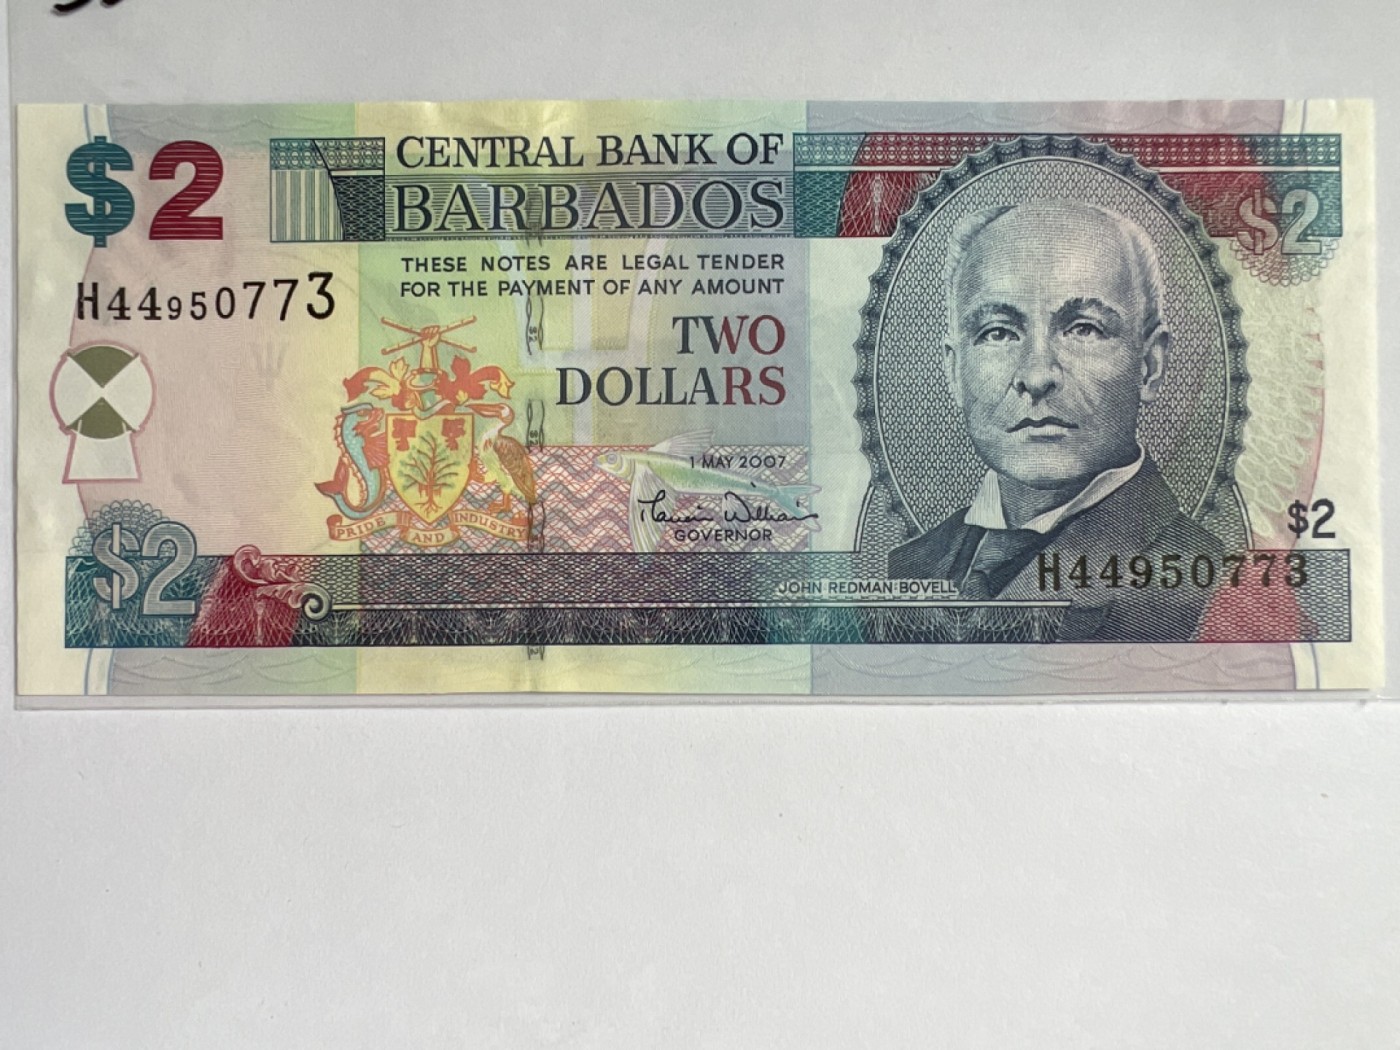 CENTRAL BANK OF
BARBADOS
$2
$2
THESE NOTES ARE LEGAL TENDER
FOR THE PAYMENT OF ANY AMOUNT
H44950773
TWO
DOLLARS
1 MAY 2007
GOVERNOR
PRIDE AND INDUSTRY
$2
$2
JOHN REDMAN BOVELL
H44950773